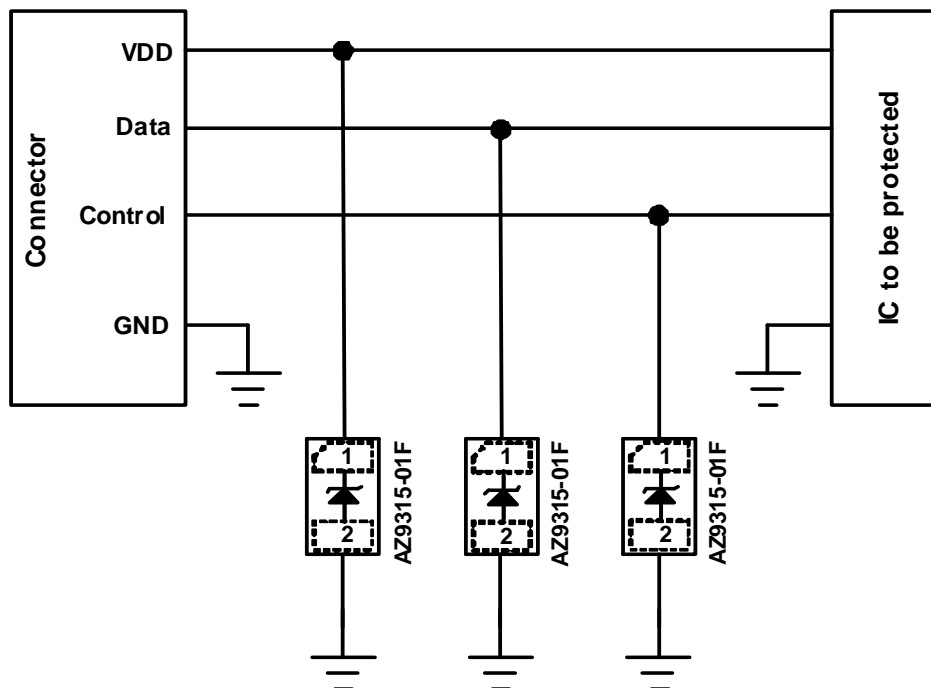 Connector
VDD
Data
Control
GND
IC to be protected
1
2
AZ9315-01F
1
2
AZ9315-01F
1
2
AZ9315-01F